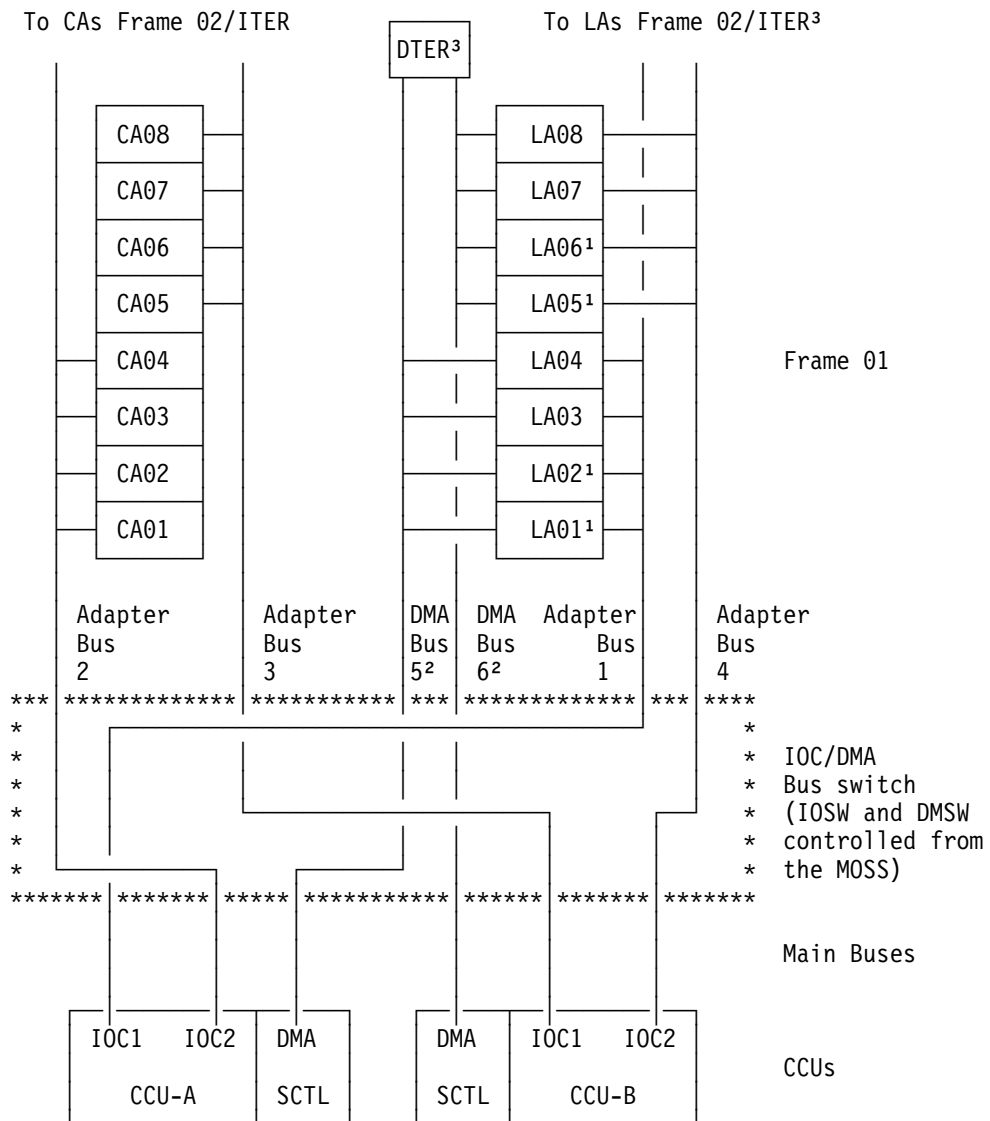 To CAs Frame 02/ITER
To LAs Frame 02/ITER³
DTER³
CA08
LA08
CA07
LA07
CA06
LA06¹
CA05
LA05¹
CA04
LA04
Frame 01
CA03
LA03
CA02
LA02¹
CA01
LA01¹
Adapter
Bus
2
Adapter
Bus
3
DMA
Bus
5²
DMA
Bus
6²
Adapter
Bus
1
Adapter
Bus
4
*** ************* *********** *** ************* *** ****
* *
* * IOC/DMA
* * Bus switch
* * (IOSW and DMSW
* * controlled from
* * the MOSS)
******* ******* ***** *********** ****** ******* *******
Main Buses
IOC1 IOC2 DMA
DMA IOC1 IOC2
CCUs
CCU-A SCTL
SCTL CCU-B